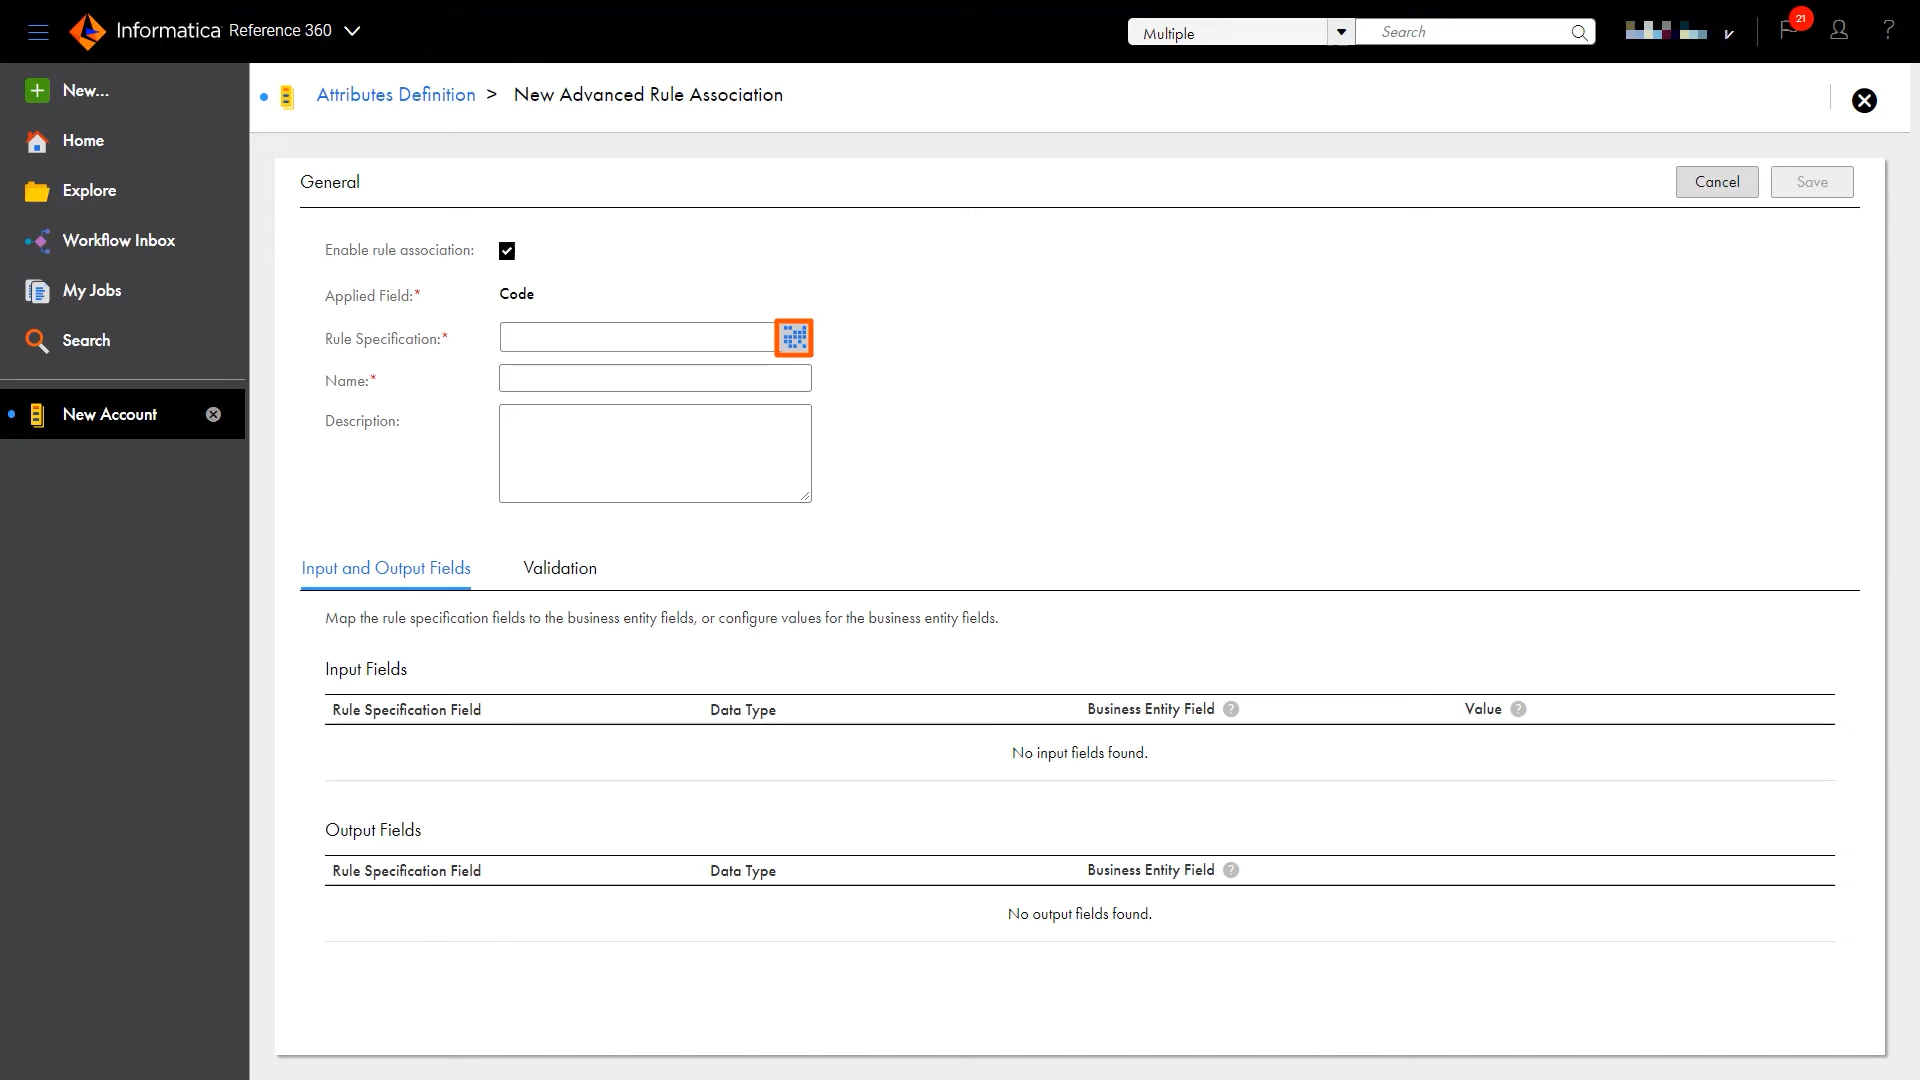 Informatica Reference 360
Multiple
Search
21
?
New...
Home
Explore
Workflow Inbox
My Jobs
Search
New Account
Attributes Definition > New Advanced Rule Association
General
Cancel
Save
Enable rule association:
Applied Field:* Code
Rule Specification:*
Name:*
Description:
Input and Output Fields
Validation
Map the rule specification fields to the business entity fields, or configure values for the business entity fields.
Input Fields
Rule Specification Field Data Type Business Entity Field ? Value ?
No input fields found.
Output Fields
Rule Specification Field Data Type Business Entity Field ?
No output fields found.